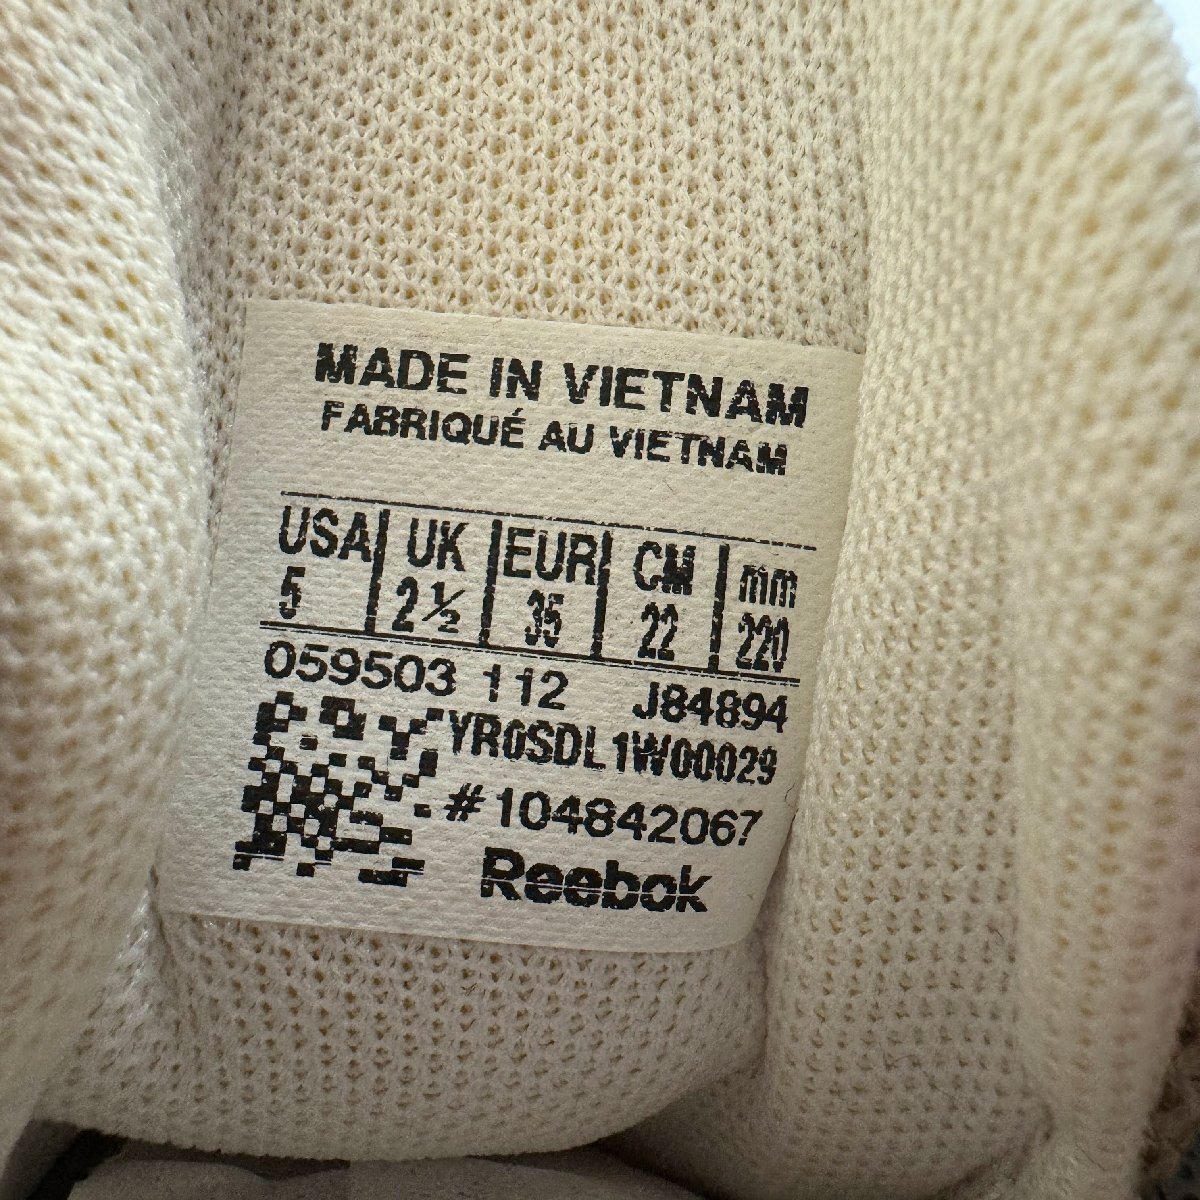 MADE IN VIETNAM
FABRIQUÉ AU VIETNAM
USA UK EUR CM mm
5 2½ 35 22 220
059503 112 J84894
YR0SDL1W00029
#104842067
Reebok